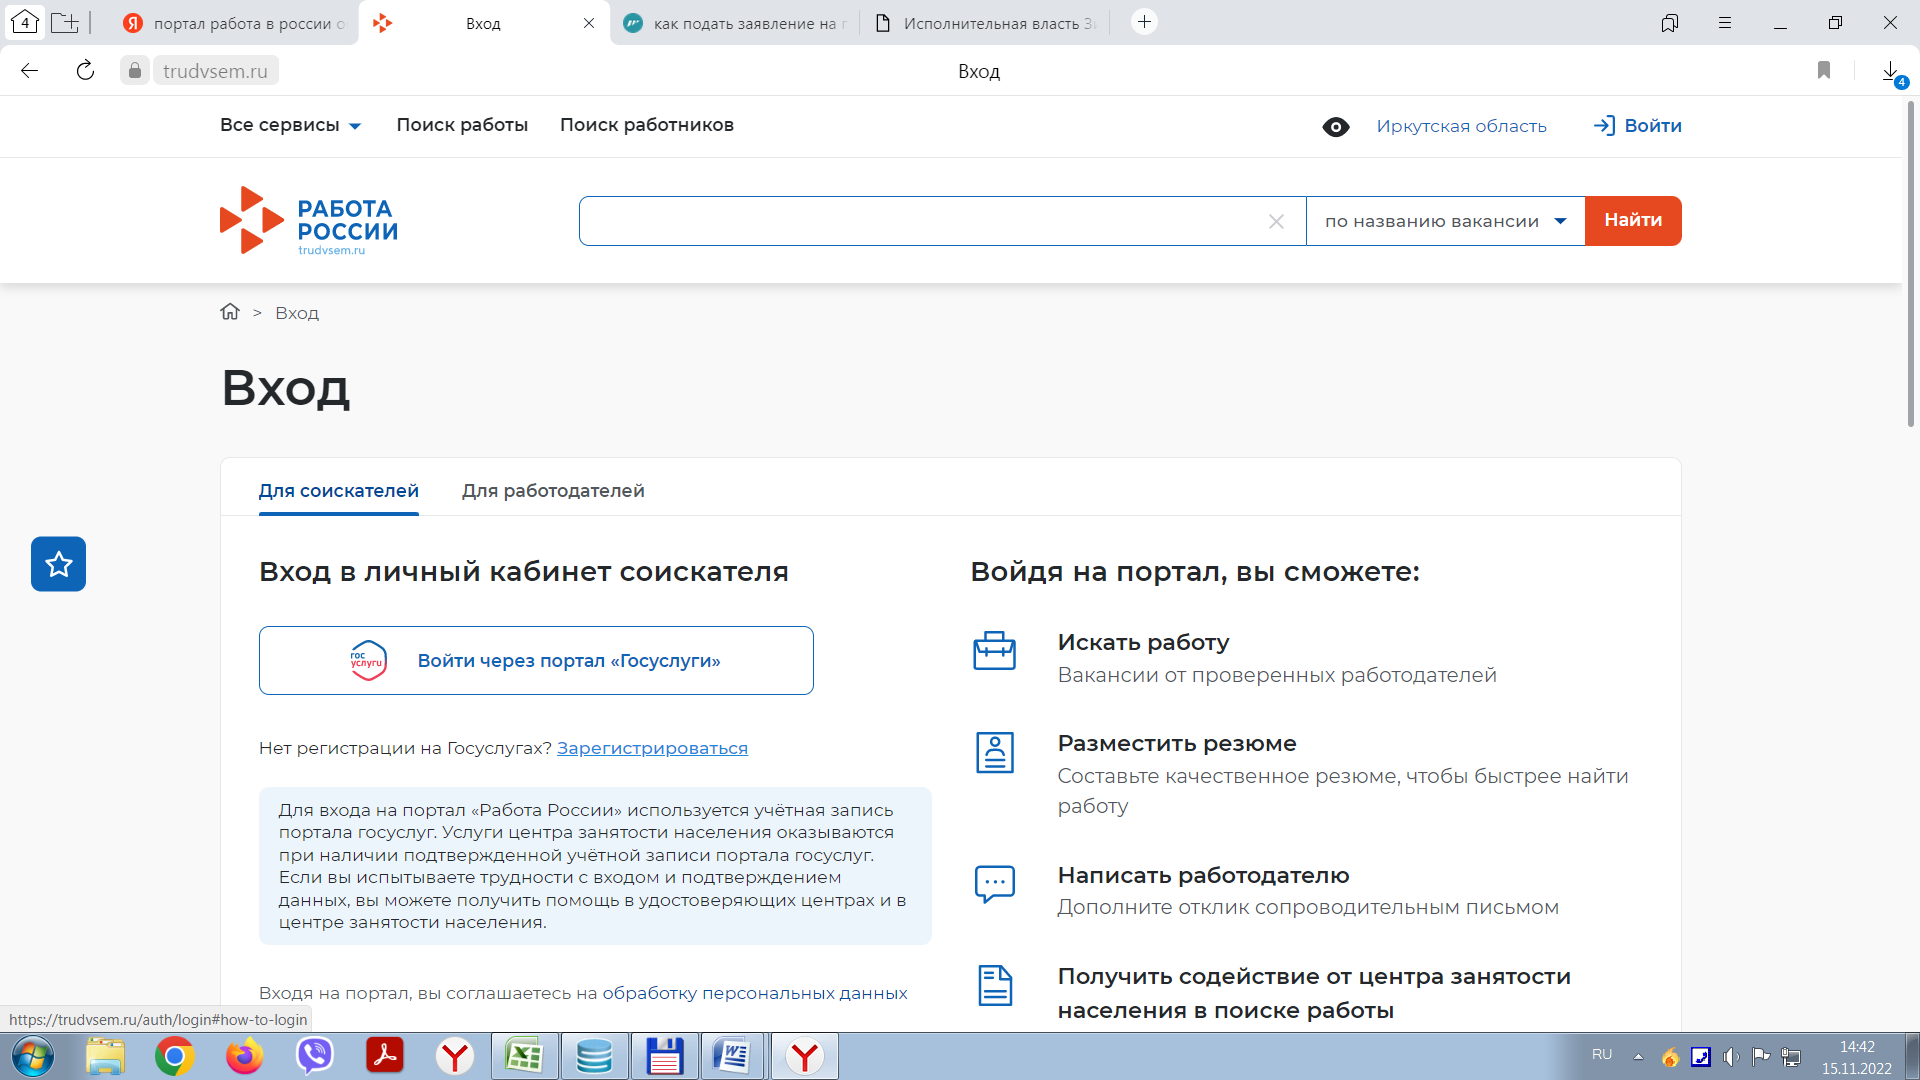 4
портал работа в россии о
Вход
как подать заявление на
Исполнительная власть
trudvsem.ru
Вход
4
Все сервисы
Поиск работы
Поиск работников
Иркутская область
Войти
РАБОТА
РОССИИ
trudvsem.ru
по названию вакансии
Найти
> Вход
Вход
Для соискателей
Для работодателей
Вход в личный кабинет соискателя
гос
услуги
Войти через портал «Госуслуги»
Нет регистрации на Госуслугах? Зарегистрироваться
Для входа на портал «Работа России» используется учётная запись
портала госуслуг. Услуги центра занятости населения оказываются
при наличии подтвержденной учётной записи портала госуслуг.
Если вы испытываете трудности с входом и подтверждением
данных, вы можете получить помощь в удостоверяющих центрах и в
центре занятости населения.
Входя на портал, вы соглашаетесь на обработку персональных данных
Войдя на портал, вы сможете:
Искать работу
Вакансии от проверенных работодателей
Разместить резюме
Составьте качественное резюме, чтобы быстрее найти
работу
Написать работодателю
Дополните отклик сопроводительным письмом
Получить содействие от центра занятости
населения в поиске работы
https://trudvsem.ru/auth/login#how-to-login
RU
14:42
15.11.2022